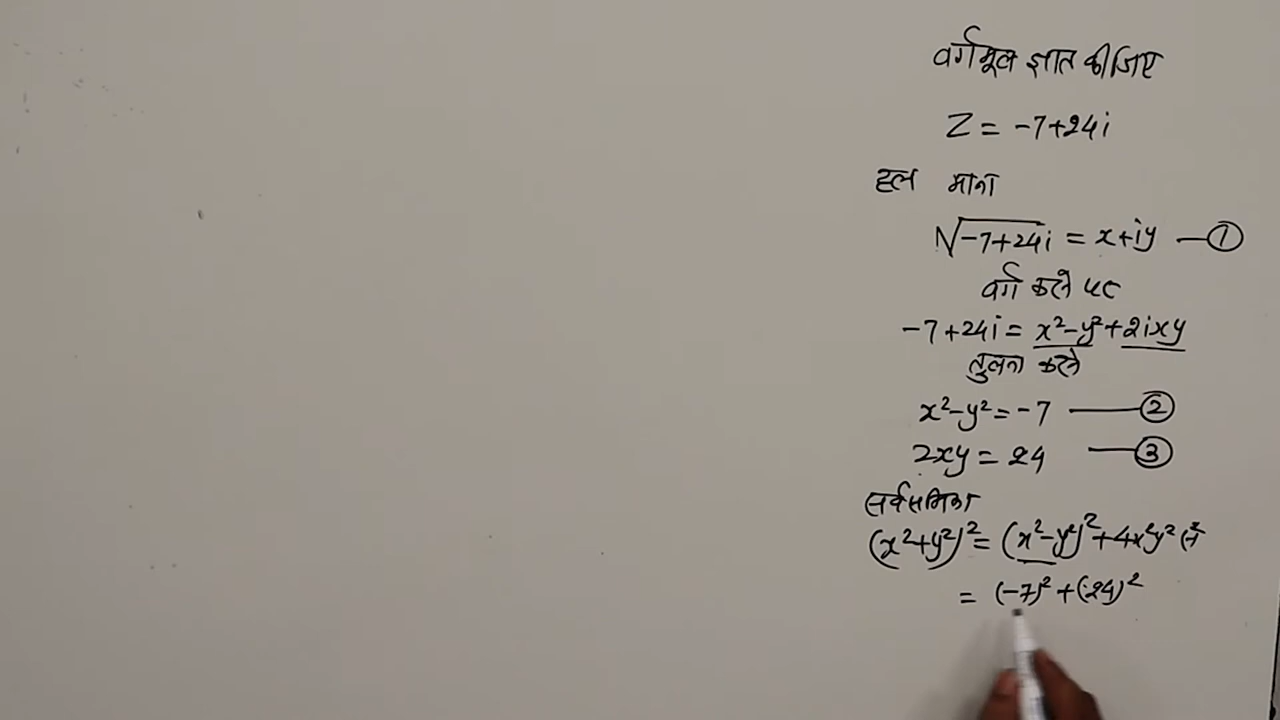 वर्गमूल ज्ञात कीजिए
Z = -7+24i
हल माना
√-7+24i = x+iy —①
वर्ग करने पर
-7+24i = x²-y²+2ixy
तुलना करने
x²-y² = -7 —②
2xy = 24 —③
सर्वसमिका
(x²+y²)² = (x²-y²)²+4x²y²
= (-7)²+(24)²